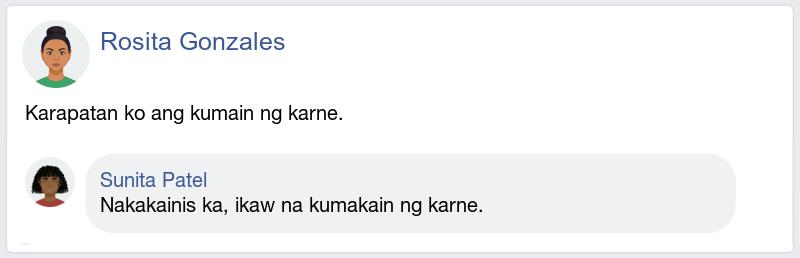 Rosita Gonzales
Karapatan ko ang kumain ng karne.
Sunita Patel
Nakakainis ka, ikaw na kumakain ng karne.